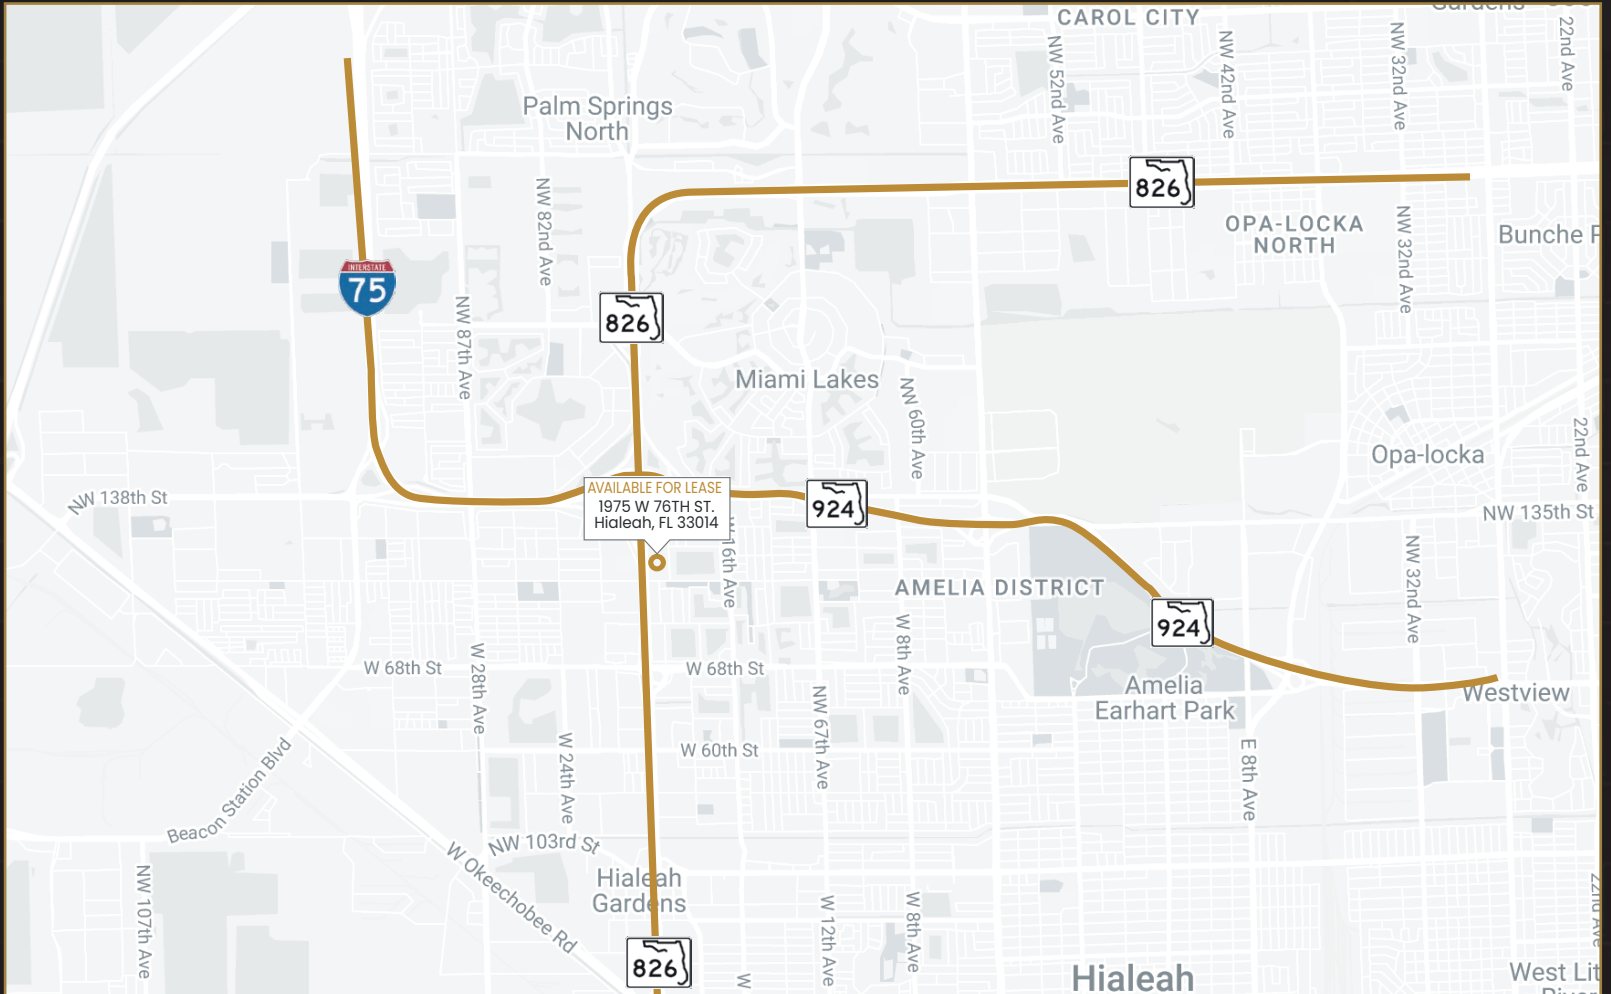 CAROL CITY
Gardens
22nd Ave
NW 52nd Ave
NW 42nd Ave
NW 32nd Ave
Palm Springs
North
826
NW 82nd Ave
OPA-LOCKA
NORTH
NW 32nd Ave
Bunche P
INTERSTATE
75
826
NW 87th Ave
Miami Lakes
NW 60th Ave
Opa-locka
22nd Ave
NW 138th St
AVAILABLE FOR LEASE
1975 W 76TH ST.
Hialeah, FL 33014
924
NW 135th St
W 16th Ave
NW 32nd Ave
AMELIA DISTRICT
924
W 8th Ave
W 68th St
W 68th St
W 28th Ave
Amelia
Earhart Park
Westview
NW 67th Ave
W 60th St
W 24th Ave
E 8th Ave
Beacon Station Blvd
NW 103rd St
W Okeechobee Rd
Hialeah
Gardens
NW 107th Ave
W 12th Ave
W 8th Ave
22nd Ave
826
W
Hialeah
West Lit
River